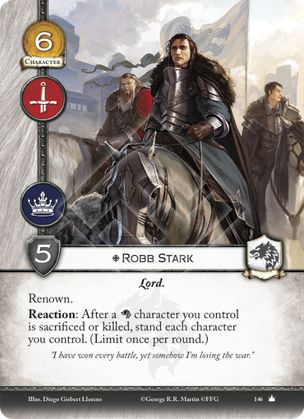 6
CHARACTER
5
ROBB STARK
Lord.
Renown.
Reaction: After a character you control
is sacrificed or killed, stand each character
you control. (Limit once per round.)
"I have won every battle, yet somehow I'm losing the war."
Illus. Diego Gisbert Llorens ©George R.R. Martin ©FFG 146